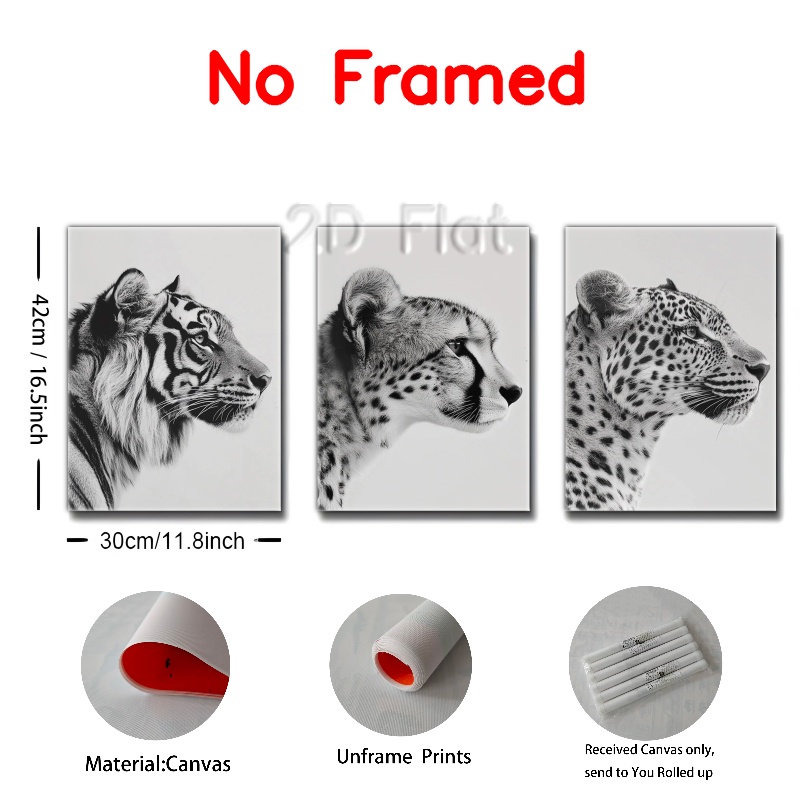 No Framed
2.D Flat
42cm / 16.5inch
30cm/11.8inch
Material:Canvas
Unframe Prints
Received Canvas only,
send to You Rolled up